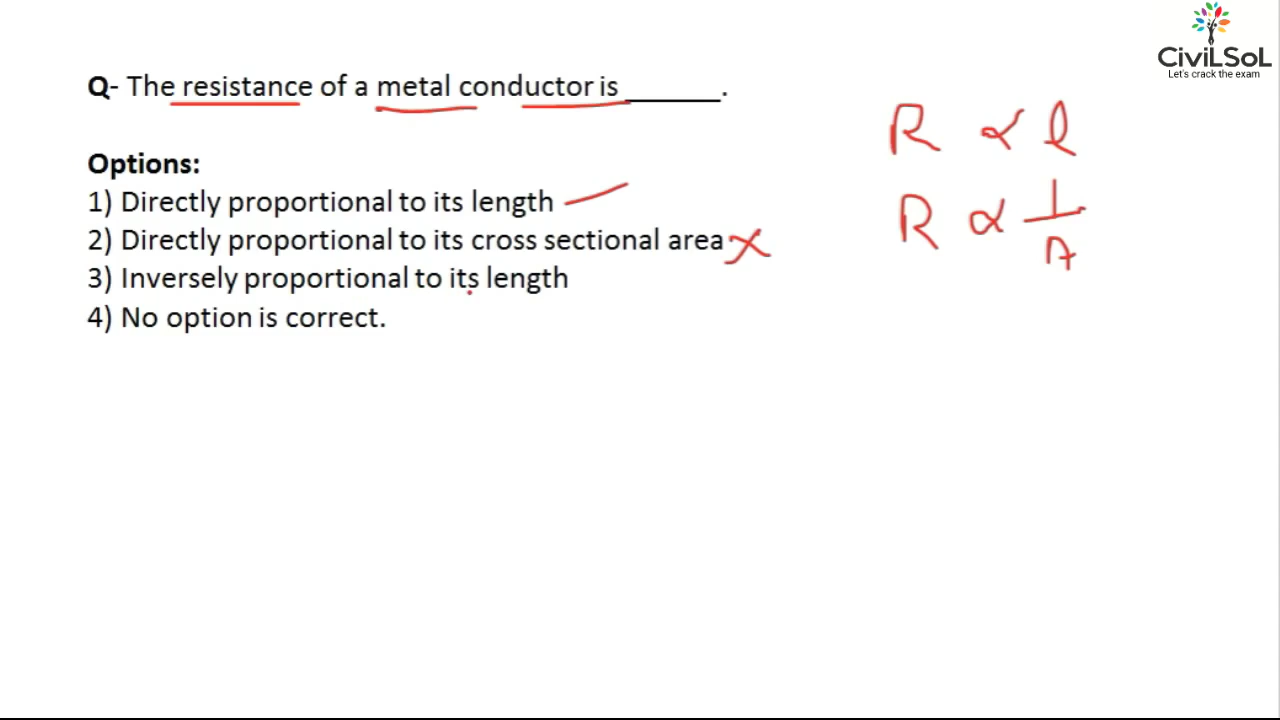 CiviLSoL
Let's crack the exam
Q- The resistance of a metal conductor is ______.
R ∝ l
Options:
1) Directly proportional to its length
R ∝ 1/A
2) Directly proportional to its cross sectional area
3) Inversely proportional to its length
4) No option is correct.